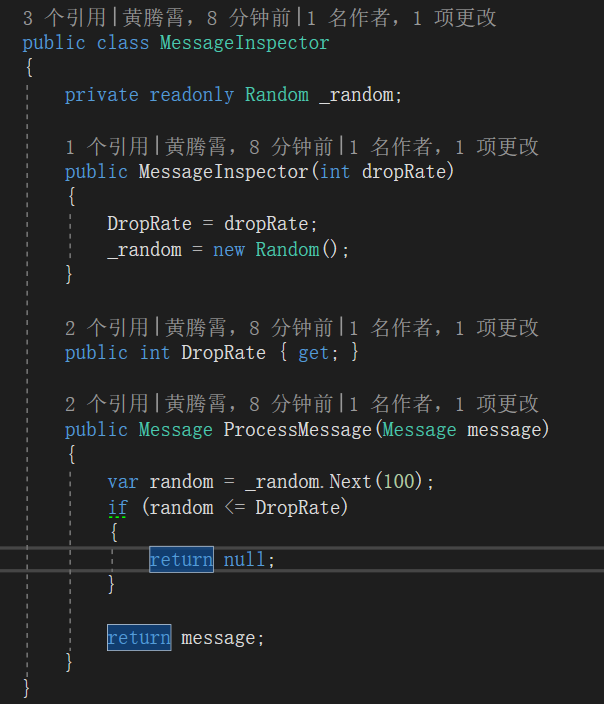 3 个引用|黄腾霄, 8 分钟前|1 名作者, 1 项更改
public class MessageInspector
{
private readonly Random _random;
1 个引用|黄腾霄, 8 分钟前|1 名作者, 1 项更改
public MessageInspector(int dropRate)
{
DropRate = dropRate;
_random = new Random();
}
2 个引用|黄腾霄, 8 分钟前|1 名作者, 1 项更改
public int DropRate { get; }
2 个引用|黄腾霄, 8 分钟前|1 名作者, 1 项更改
public Message ProcessMessage(Message message)
{
var random = _random.Next(100);
if (random <= DropRate)
{
return null;
}
return message;
}
}